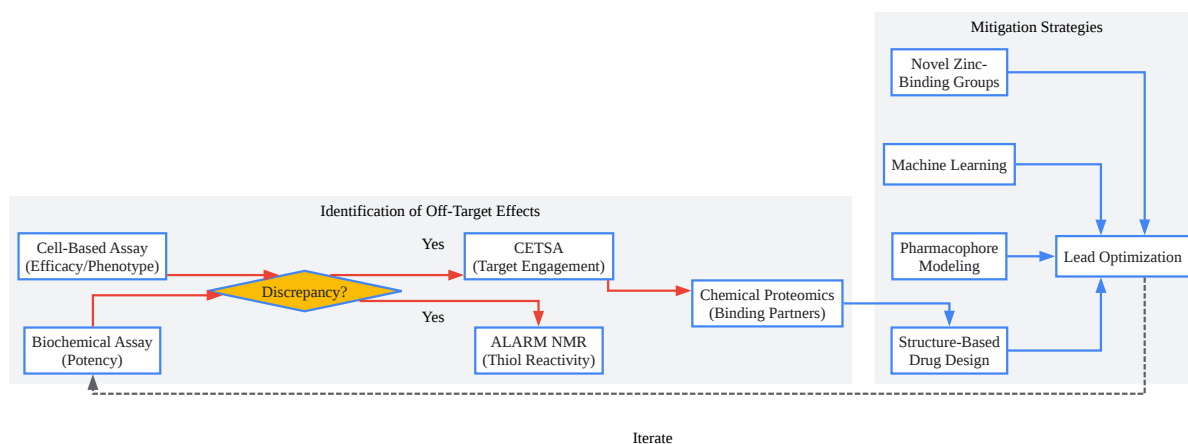 Mitigation Strategies
Novel Zinc-
Binding Groups
Machine Learning
Identification of Off-Target Effects
Cell-Based Assay
(Efficacy/Phenotype)
Yes
CETSA
(Target Engagement)
Pharmacophore
Modeling
Lead Optimization
Discrepancy?
Chemical Proteomics
(Binding Partners)
Yes
Biochemical Assay
(Potency)
ALARM NMR
(Thiol Reactivity)
Structure-Based
Drug Design
Iterate